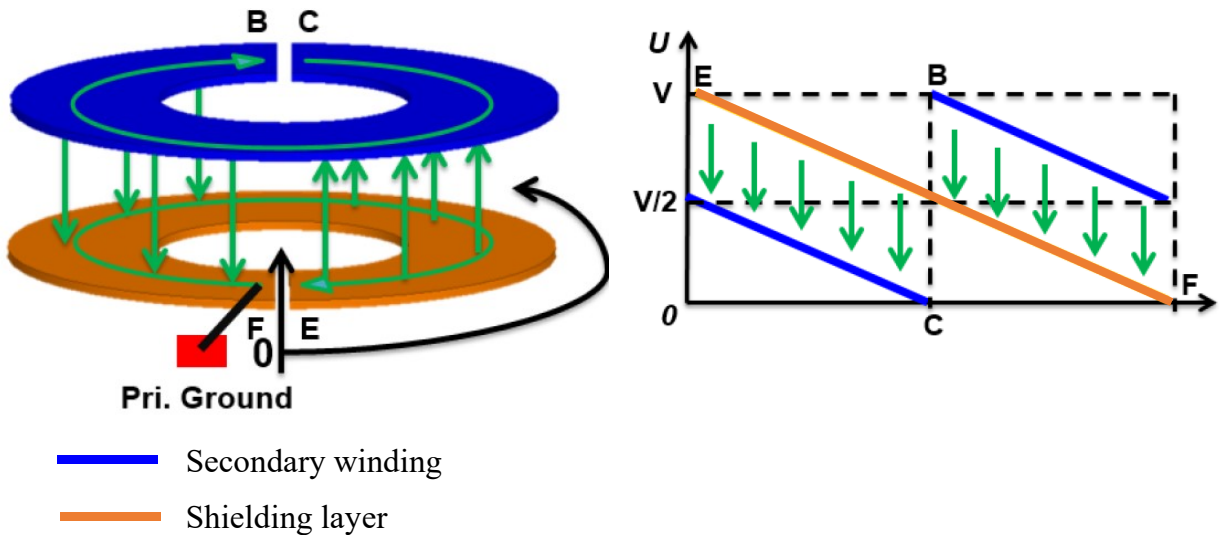 B C
F E
0
Pri. Ground
U
V
E
B
V/2
F
0
C
Secondary winding
Shielding layer